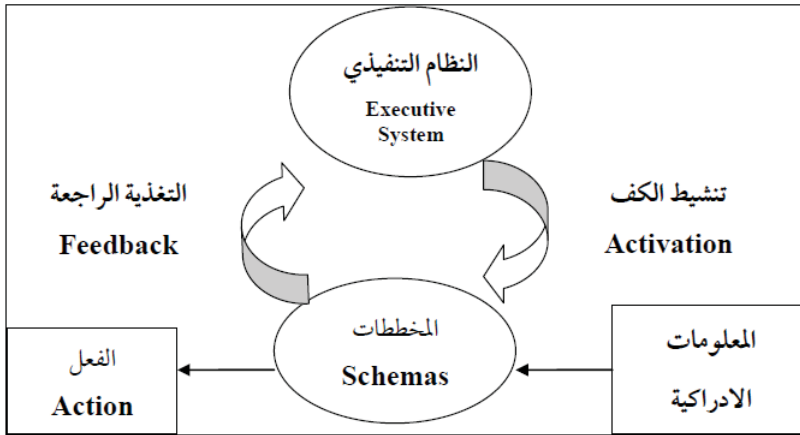 النظام التنفيذي
Executive
System
التغذية الراجعة
Feedback
تنشيط الكف
Activation
المخططات
Schemas
المعلومات
الادراكية
الفعل
Action